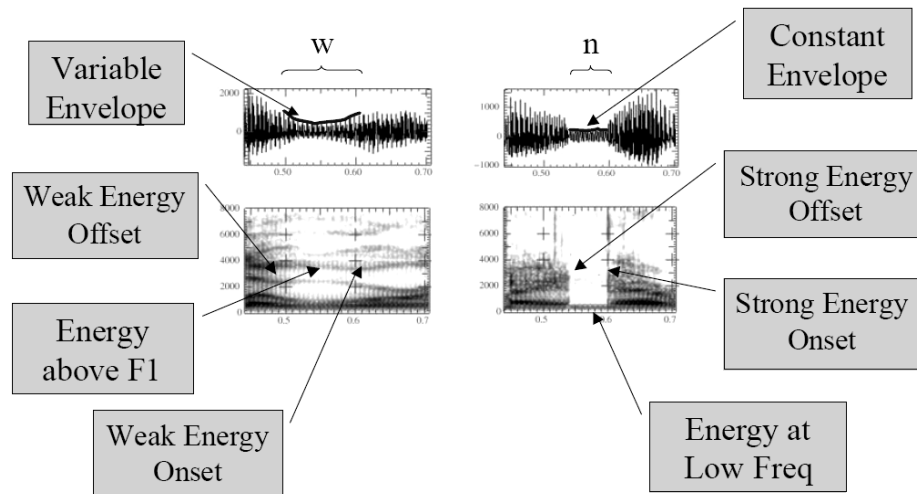 w
n
Variable
Envelope
Constant
Envelope
2000
0
0.50
0.60
0.70
1000
0
-1000
0.50
0.60
0.70
Weak Energy
Offset
Strong Energy
Offset
8000
6000
4000
2000
0
0.5
0.6
0.7
8000
6000
4000
2000
0
0.5
0.6
0.7
Energy
above F1
Strong Energy
Onset
Weak Energy
Onset
Energy at
Low Freq